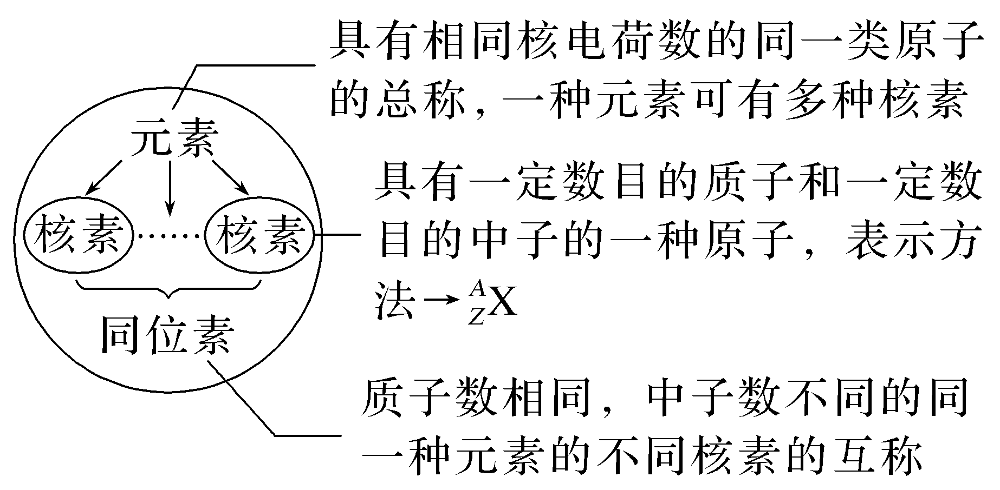 具有相同核电荷数的同一类原子
的总称,一种元素可有多种核素
元素
具有一定数目的质子和一定数
目的中子的一种原子，表示方
法→ᴬ_ZX
核素……核素
同位素
质子数相同，中子数不同的同
一种元素的不同核素的互称